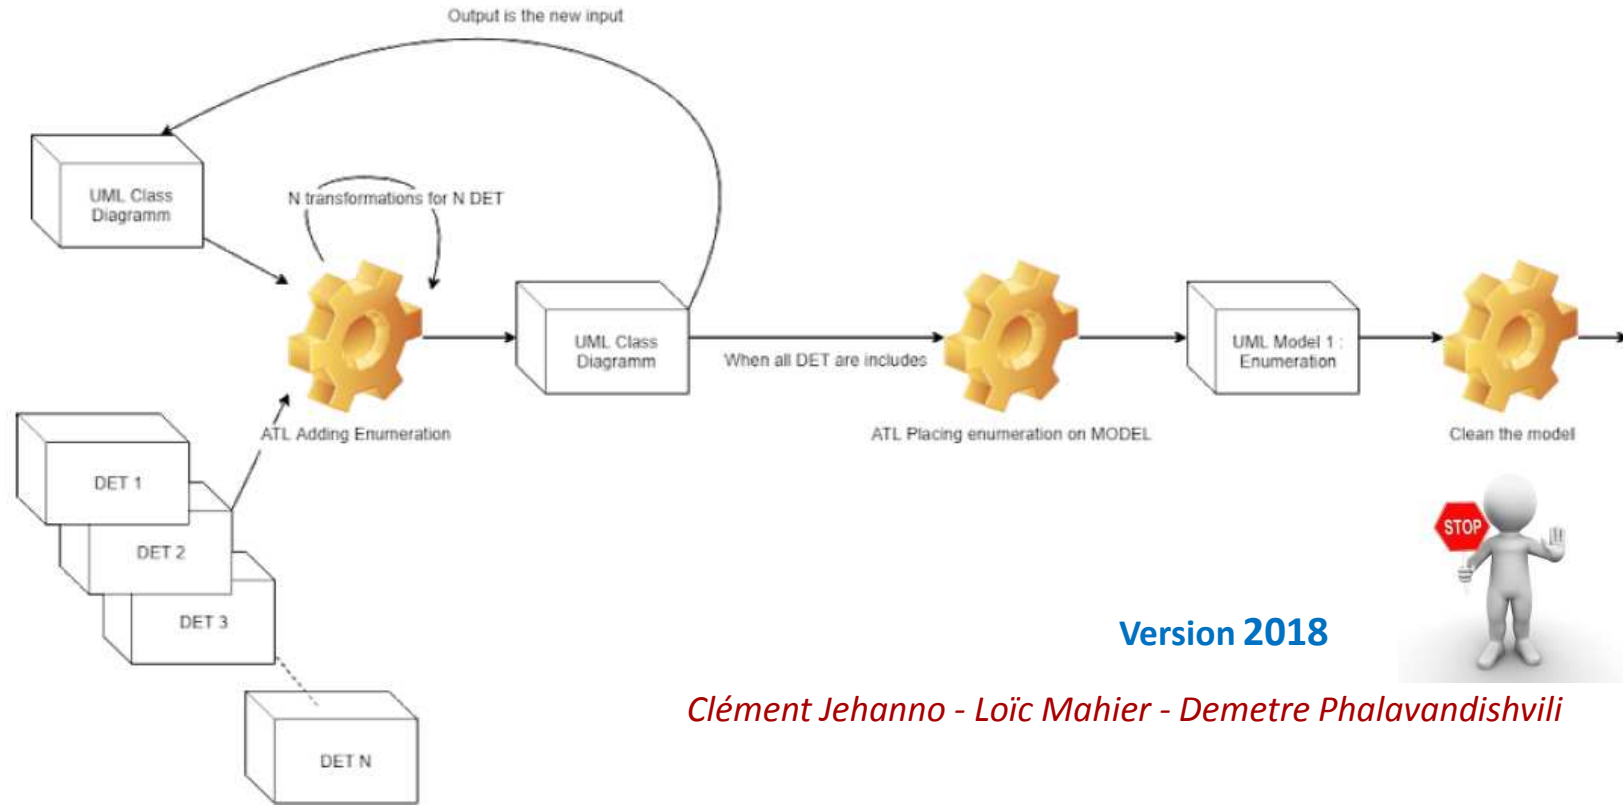 Output is the new input
UML Class
Diagramm
N transformations for N DET
UML Class
Diagramm
When all DET are includes
UML Model 1 :
Enumeration
ATL Adding Enumeration
ATL Placing enumeration on MODEL
Clean the model
DET 1
DET 2
DET 3
DET N
STOP
Version 2018
Clément Jehanno - Loïc Mahier - Demetre Phalavandishvili